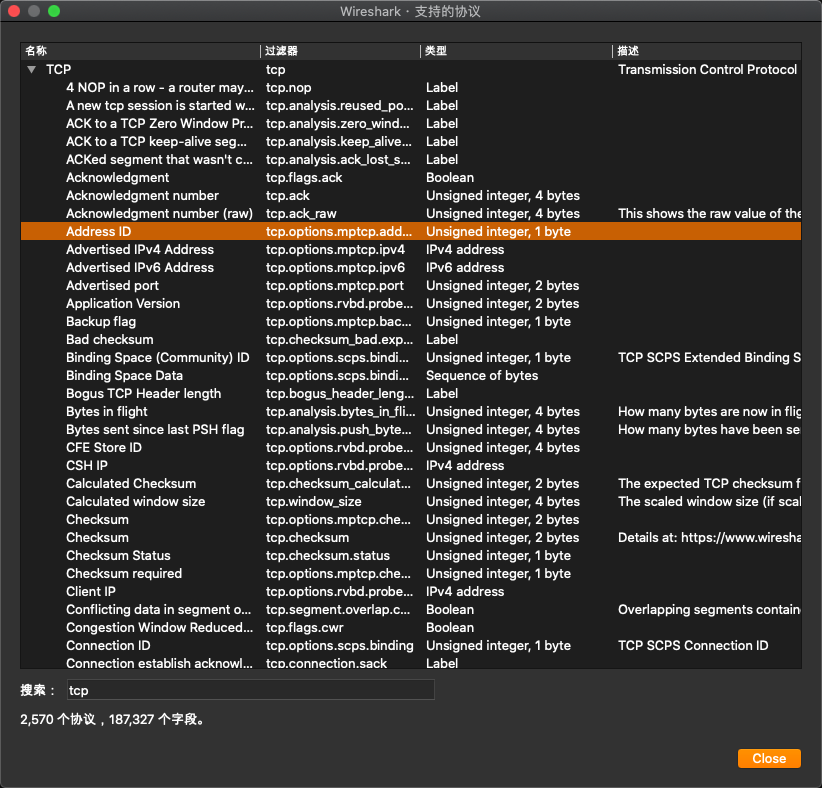 Wireshark · 支持的协议
名称 过滤器 类型 描述
TCP tcp Transmission Control Protocol
4 NOP in a row - a router may... tcp.nop Label
A new tcp session is started w... tcp.analysis.reused_po... Label
ACK to a TCP Zero Window Pr... tcp.analysis.zero_wind... Label
ACK to a TCP keep-alive seg... tcp.analysis.keep_alive... Label
ACKed segment that wasn't c... tcp.analysis.ack_lost_s... Label
Acknowledgment tcp.flags.ack Boolean
Acknowledgment number tcp.ack Unsigned integer, 4 bytes
Acknowledgment number (raw) tcp.ack_raw Unsigned integer, 4 bytes This shows the raw value of the
Address ID tcp.options.mptcp.add... Unsigned integer, 1 byte
Advertised IPv4 Address tcp.options.mptcp.ipv4 IPv4 address
Advertised IPv6 Address tcp.options.mptcp.ipv6 IPv6 address
Advertised port tcp.options.mptcp.port Unsigned integer, 2 bytes
Application Version tcp.options.rvbd.probe... Unsigned integer, 2 bytes
Backup flag tcp.options.mptcp.bac... Unsigned integer, 1 byte
Bad checksum tcp.checksum_bad.exp... Label
Binding Space (Community) ID tcp.options.scps.bindi... Unsigned integer, 1 byte TCP SCPS Extended Binding S
Binding Space Data tcp.options.scps.bindi... Sequence of bytes
Bogus TCP Header length tcp.bogus_header_leng... Label
Bytes in flight tcp.analysis.bytes_in_fli... Unsigned integer, 4 bytes How many bytes are now in flig
Bytes sent since last PSH flag tcp.analysis.push_byte... Unsigned integer, 4 bytes How many bytes have been se
CFE Store ID tcp.options.rvbd.probe... Unsigned integer, 4 bytes
CSH IP tcp.options.rvbd.probe... IPv4 address
Calculated Checksum tcp.checksum_calculat... Unsigned integer, 2 bytes The expected TCP checksum f
Calculated window size tcp.window_size Unsigned integer, 4 bytes The scaled window size (if scal
Checksum tcp.options.mptcp.che... Unsigned integer, 2 bytes
Checksum tcp.checksum Unsigned integer, 2 bytes Details at: https://www.wiresha
Checksum Status tcp.checksum.status Unsigned integer, 1 byte
Checksum required tcp.options.mptcp.che... Unsigned integer, 1 byte
Client IP tcp.options.rvbd.probe... IPv4 address
Conflicting data in segment o... tcp.segment.overlap.c... Boolean Overlapping segments contain
Congestion Window Reduced... tcp.flags.cwr Boolean
Connection ID tcp.options.scps.binding Unsigned integer, 1 byte TCP SCPS Connection ID
Connection establish acknowl... tcp.connection.sack Label
搜索： tcp
2,570 个协议，187,327 个字段。
Close